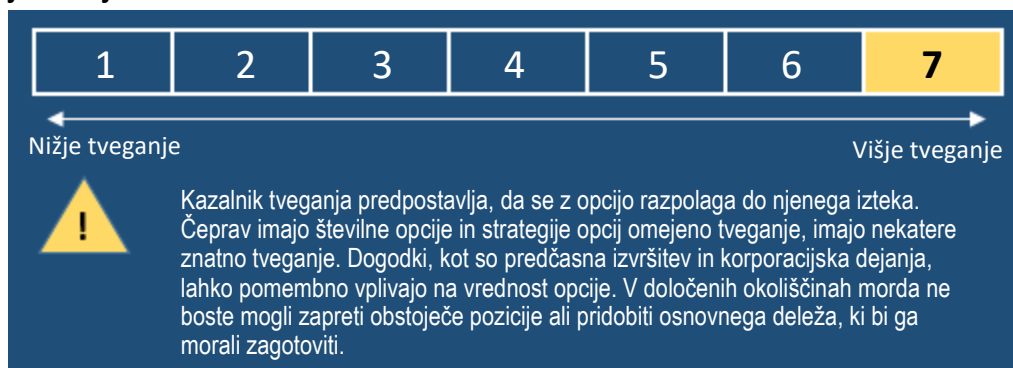 1 2 3 4 5 6 7
Nižje tveganje Višje tveganje
! Kazalnik tveganja predpostavlja, da se z opcijo razpolaga do njenega izteka.
Čeprav imajo številne opcije in strategije opcij omejeno tveganje, imajo nekatere
znatno tveganje. Dogodki, kot so predčasna izvršitev in korporacijska dejanja,
lahko pomembno vplivajo na vrednost opcije. V določenih okoliščinah morda ne
boste mogli zapreti obstoječe pozicije ali pridobiti osnovnega deleža, ki bi ga
morali zagotoviti.